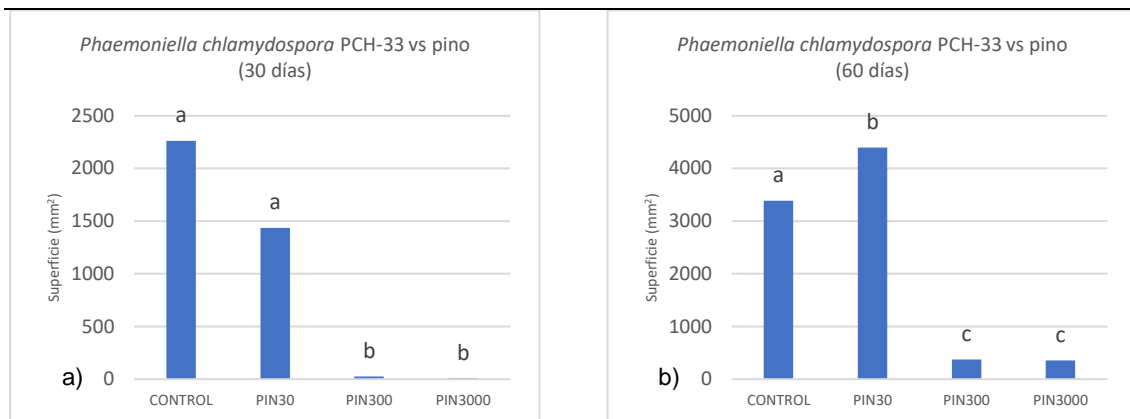 Phaemoniella chlamydospora PCH-33 vs pino
(30 días)
Superficie (mm²)
2500
2000
1500
1000
500
0
a
a
b
b
CONTROL PIN30 PIN300 PIN3000
a)
Phaemoniella chlamydospora PCH-33 vs pino
(60 días)
Superficie (mm²)
5000
4000
3000
2000
1000
0
a
b
c
c
CONTROL PIN30 PIN300 PIN3000
b)